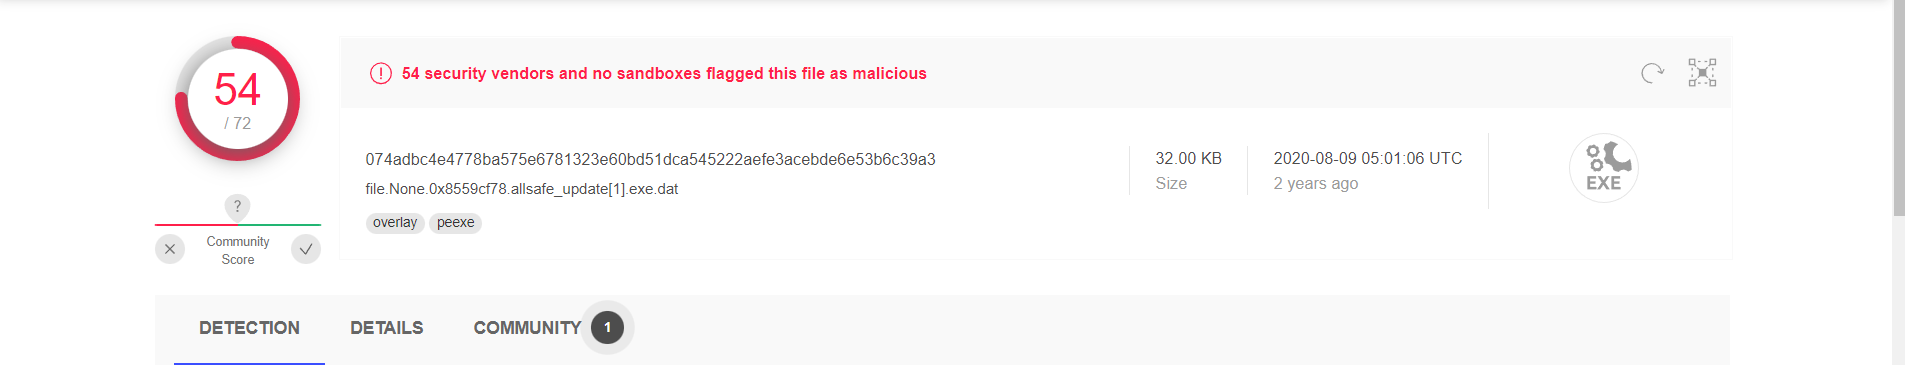 54
/ 72
?
Community
Score
54 security vendors and no sandboxes flagged this file as malicious
074adbc4e4778ba575e6781323e60bd51dca545222aefe3acebde6e53b6c39a3
file.None.0x8559cf78.allsafe_update[1].exe.dat
overlay peexe
32.00 KB
Size
2020-08-09 05:01:06 UTC
2 years ago
EXE
DETECTION DETAILS COMMUNITY 1